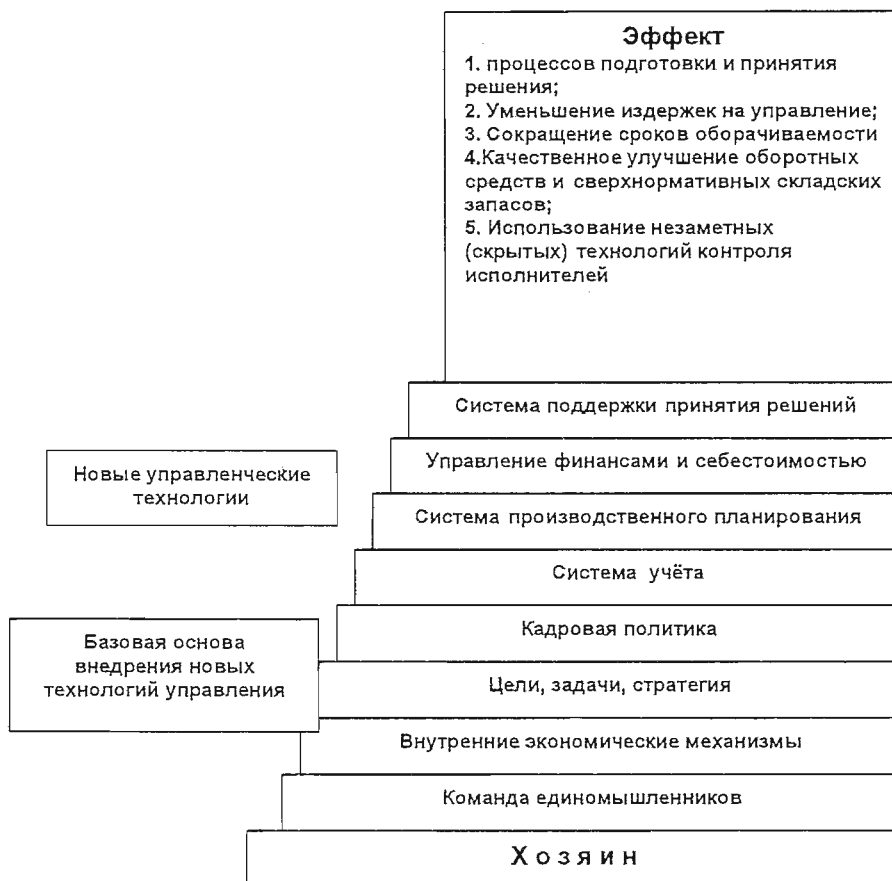 Эффект
1. процессов подготовки и принятия
решения;
2. Уменьшение издержек на управление;
3. Сокращение сроков оборачиваемости
4.Качественное улучшение оборотных
средств и сверхнормативных складских
запасов;
5. Использование незаметных
(скрытых) технологий контроля
исполнителей
Система поддержки принятия решений
Новые управленческие
технологии
Управление финансами и себестоимостью
Система производственного планирования
Система учёта
Кадровая политика
Базовая основа
внедрения новых
технологий управления
Цели, задачи, стратегия
Внутренние экономические механизмы
Команда единомышленников
Хозяин